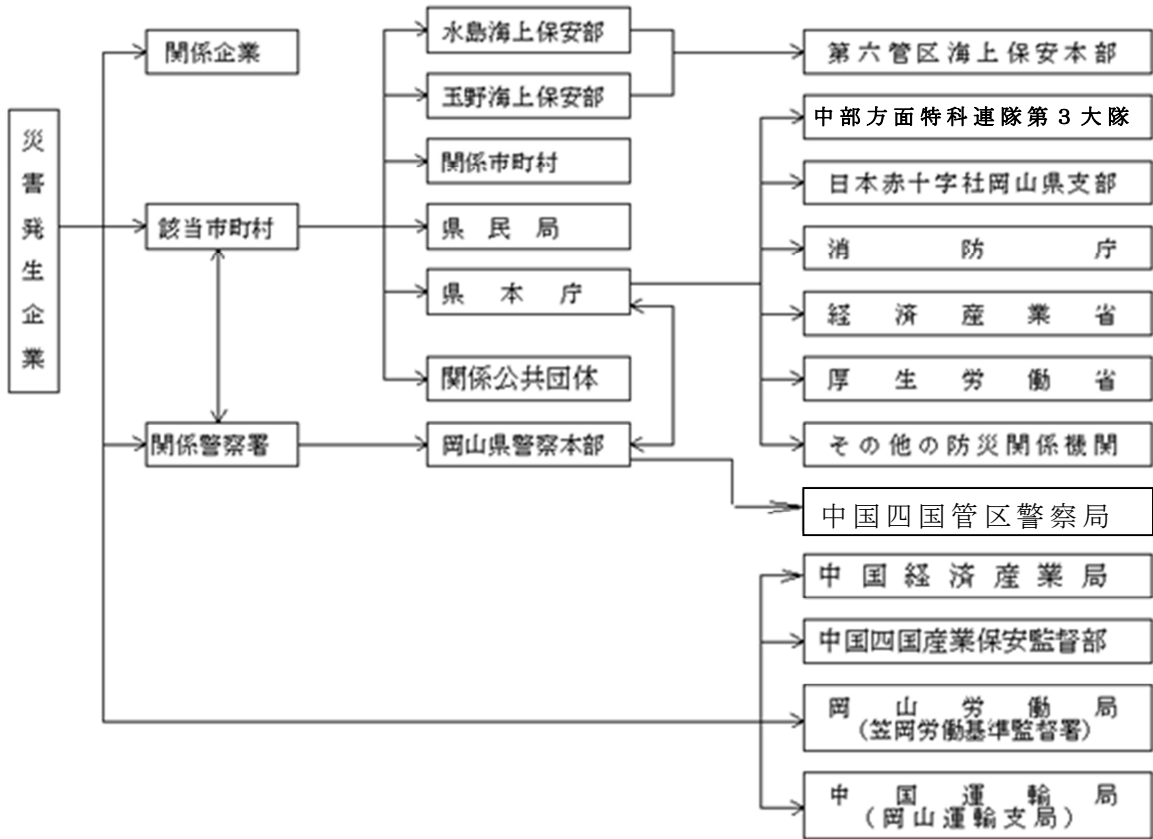 災害発生企業
関係企業
該当市町村
関係警察署
水島海上保安部
玉野海上保安部
関係市町村
県民局
県本庁
関係公共団体
岡山県警察本部
第六管区海上保安本部
中部方面特科連隊第3大隊
日本赤十字社岡山県支部
消防庁
経済産業省
厚生労働省
その他の防災関係機関
中国四国管区警察局
中国経済産業局
中国四国産業保安監督部
岡山労働局
(笠岡労働基準監督署)
中国運輸局
(岡山運輸支局)